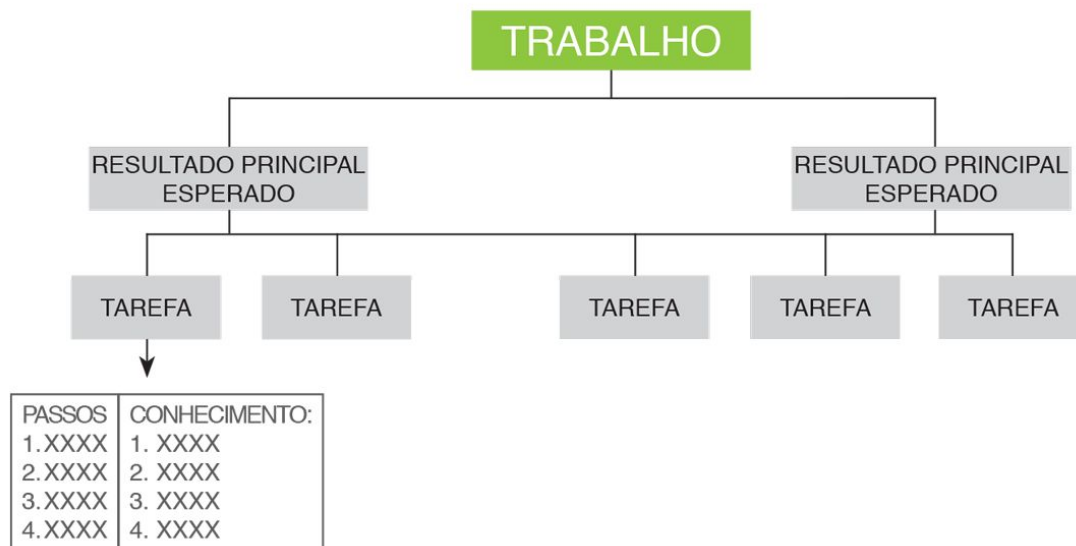 TRABALHO
RESULTADO PRINCIPAL
ESPERADO
RESULTADO PRINCIPAL
ESPERADO
TAREFA
TAREFA
TAREFA
TAREFA
TAREFA
PASSOS
1.XXXX
2.XXXX
3.XXXX
4.XXXX
CONHECIMENTO:
1. XXXX
2. XXXX
3. XXXX
4. XXXX